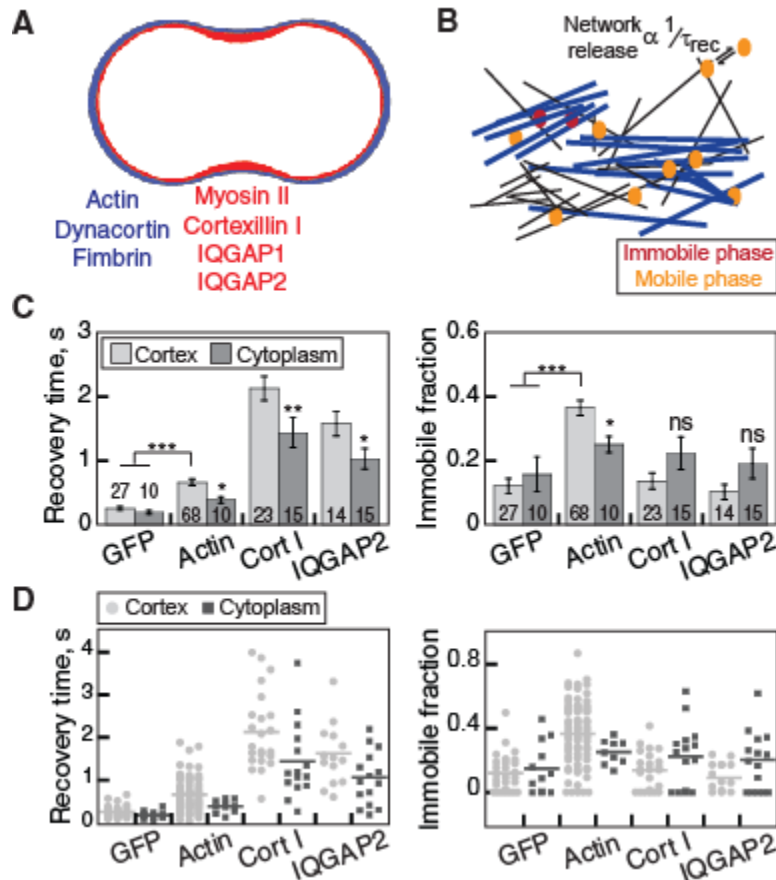 A
Actin
Dynacortin
Fimbrin
Myosin II
Cortexillin I
IQGAP1
IQGAP2
B
Network
release α 1/τrec
Immobile phase
Mobile phase
C
Recovery time, s
3
2
1
0
Cortex Cytoplasm
***
*
**
*
27 10 68 10 23 15 14 15
GFP Actin Cort I IQGAP2
Immobile fraction
0.6
0.4
0.2
0
***
*
ns
ns
27 10 68 10 23 15 14 15
GFP Actin Cort I IQGAP2
D
Cortex Cytoplasm
Recovery time, s
4
3
2
1
0
GFP Actin Cort I IQGAP2
Immobile fraction
0.8
0.4
0
GFP Actin Cort I IQGAP2